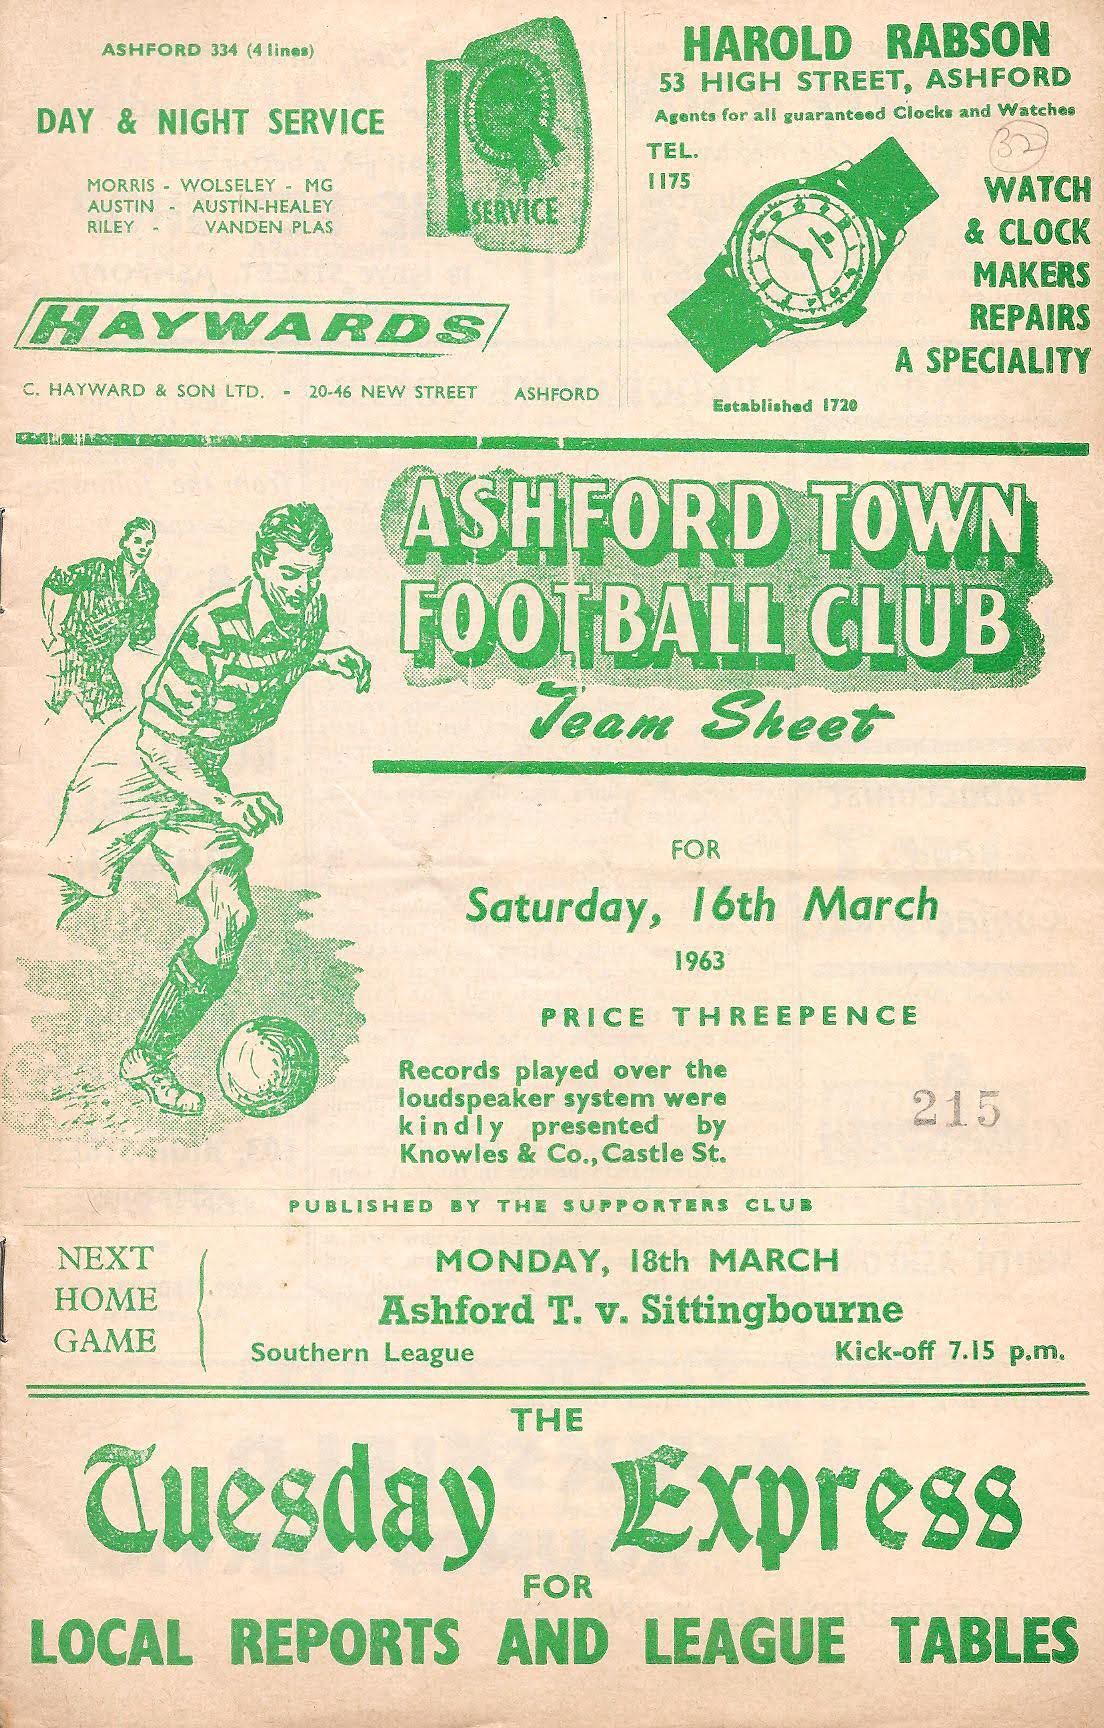 ASHFORD 334 (4 lines)
DAY & NIGHT SERVICE
MORRIS - WOLSELEY - MG
AUSTIN - AUSTIN-HEALEY
RILEY - VANDEN PLAS
SERVICE
HAYWARDS
C. HAYWARD & SON LTD. - 20-46 NEW STREET ASHFORD
HAROLD RABSON
53 HIGH STREET, ASHFORD
Agents for all guaranteed Clocks and Watches
TEL.
1175
32
WATCH
& CLOCK
MAKERS
REPAIRS
A SPECIALITY
Established 1720
ASHFORD TOWN
FOOTBALL CLUB
Team Sheet
FOR
Saturday, 16th March
1963
PRICE THREEPENCE
Records played over the
loudspeaker system were
kindly presented by
Knowles & Co., Castle St.
215
PUBLISHED BY THE SUPPORTERS CLUB
NEXT
HOME
GAME
MONDAY, 18th MARCH
Ashford T. v. Sittingbourne
Southern League Kick-off 7.15 p.m.
THE
Tuesday Express
FOR
LOCAL REPORTS AND LEAGUE TABLES